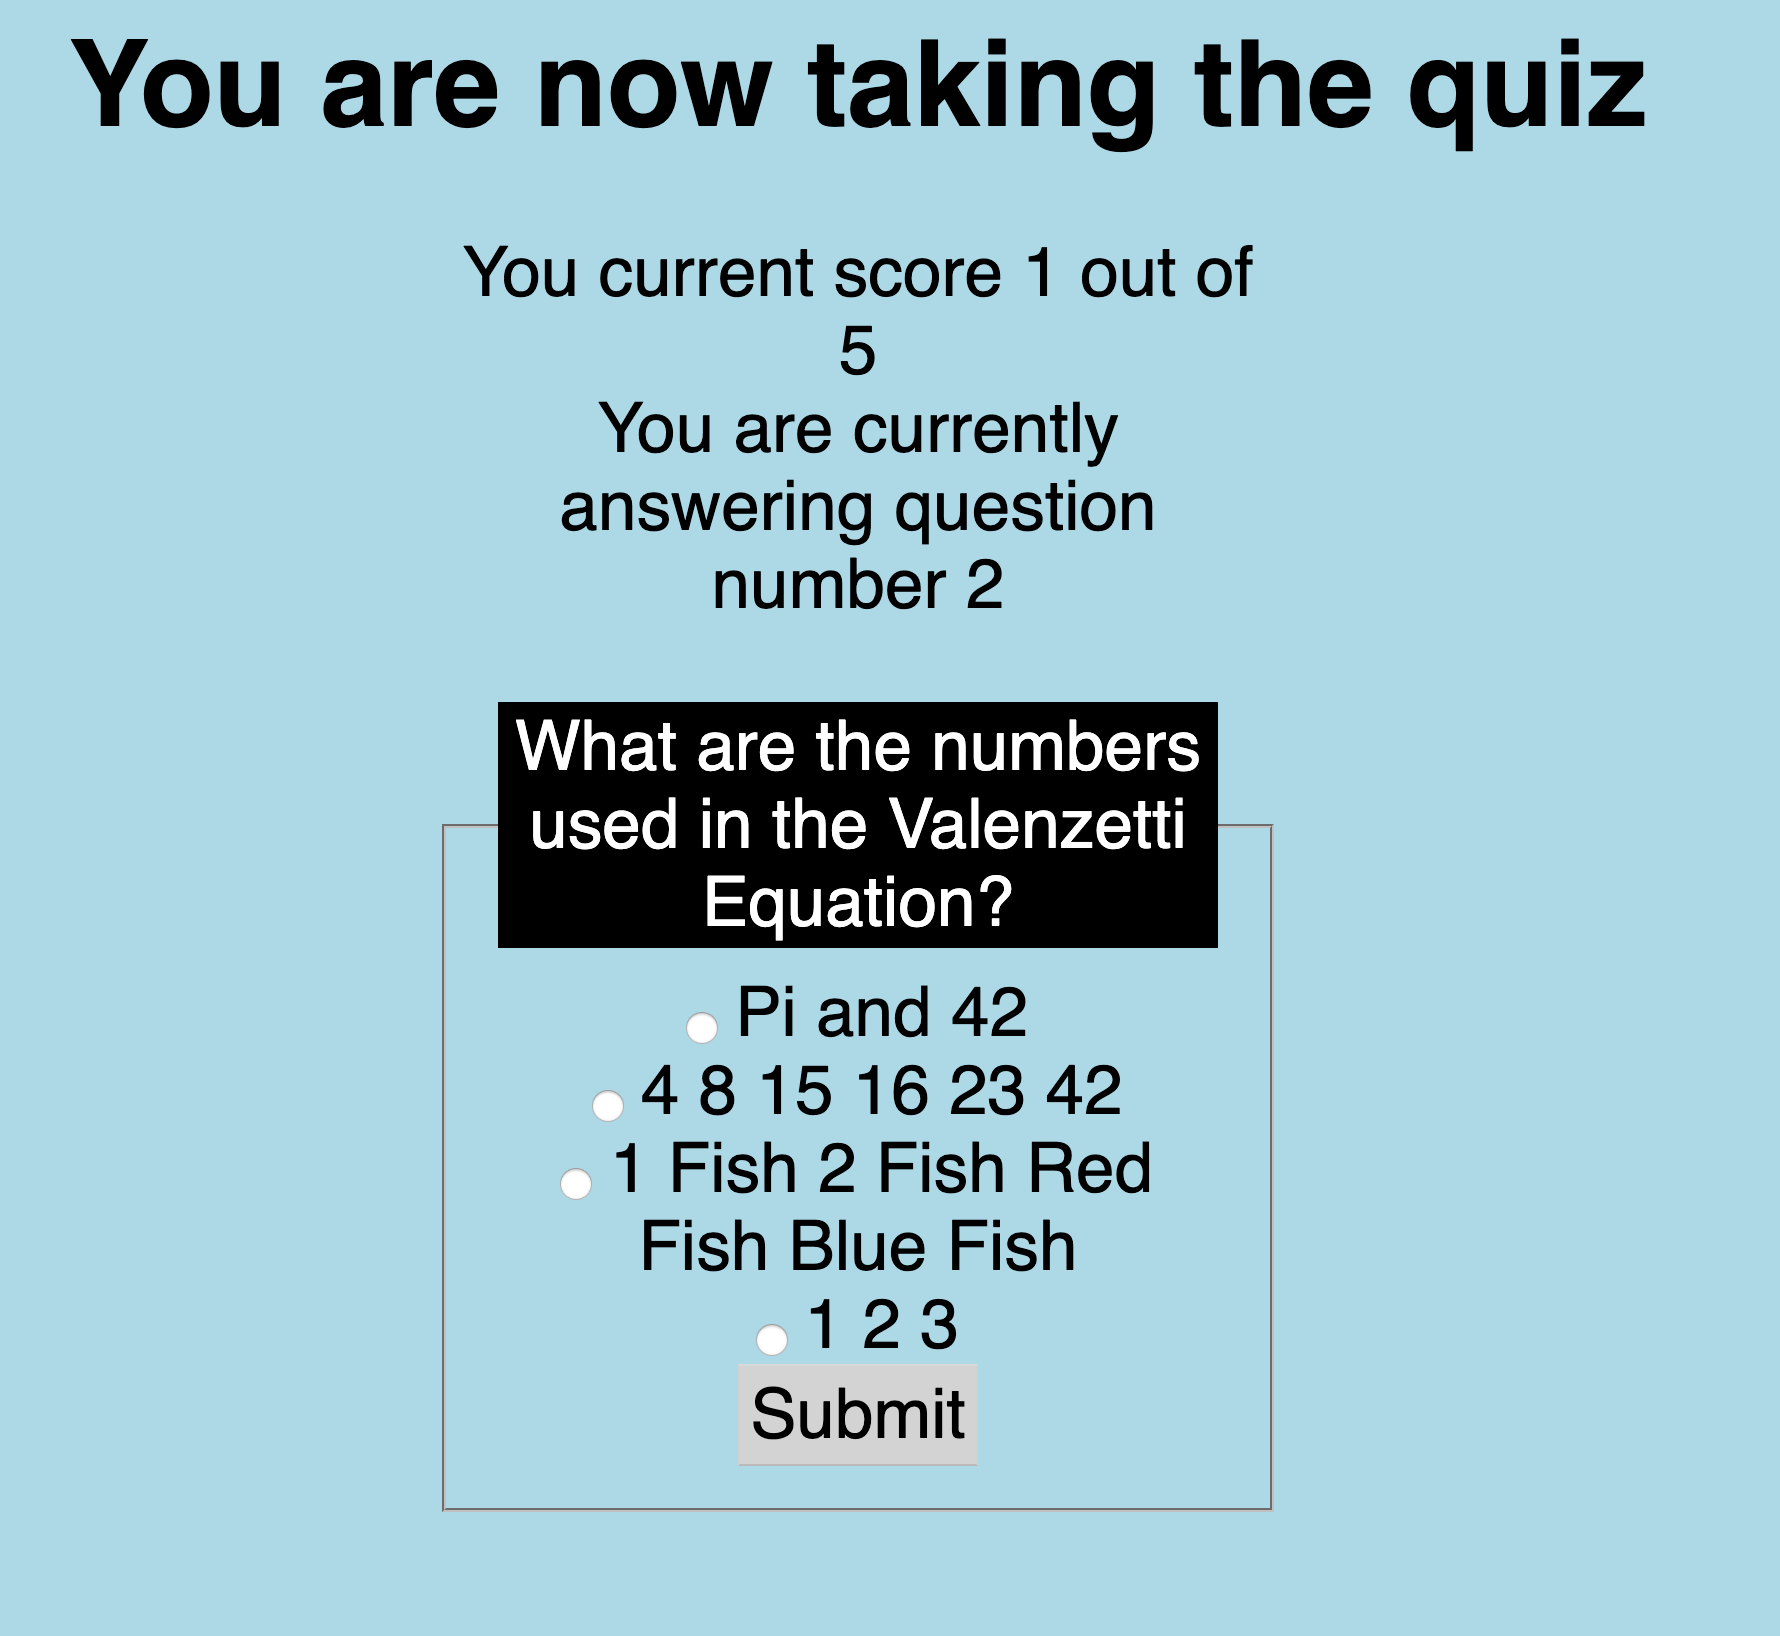 You are now taking the quiz
You current score 1 out of
5
You are currently
answering question
number 2
What are the numbers
used in the Valenzetti
Equation?
Pi and 42
4 8 15 16 23 42
1 Fish 2 Fish Red
Fish Blue Fish
1 2 3
Submit